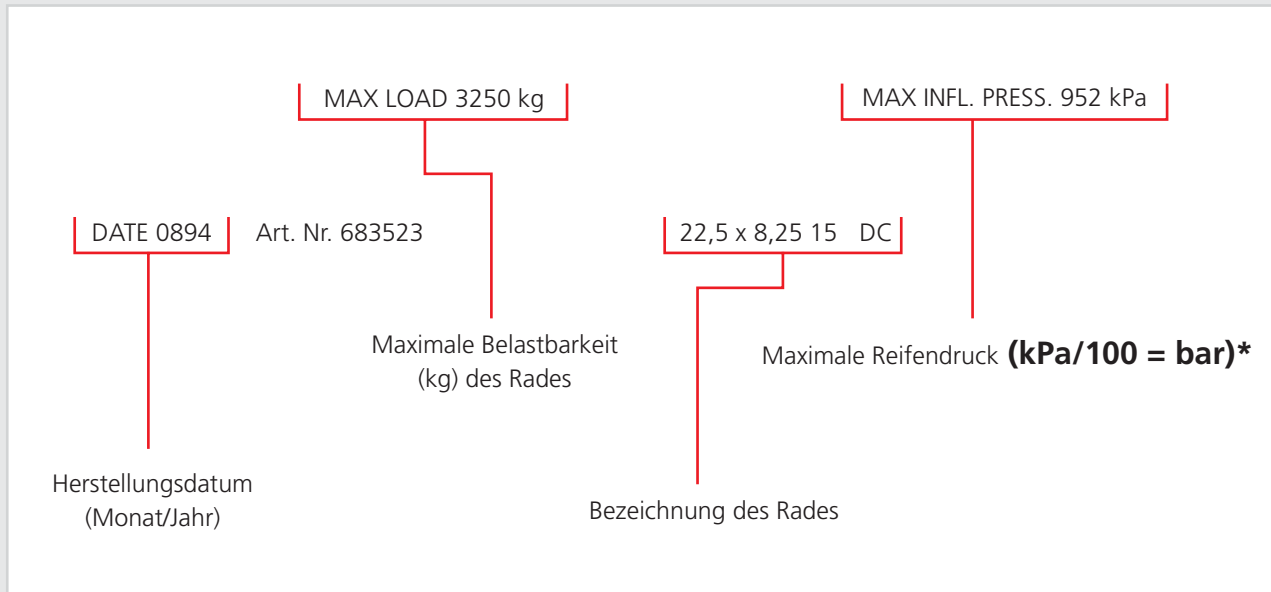 MAX LOAD 3250 kg
MAX INFL. PRESS. 952 kPa
DATE 0894
Art. Nr. 683523
22,5 x 8,25 15 DC
Maximale Belastbarkeit
(kg) des Rades
Maximale Reifendruck (kPa/100 = bar)*
Herstellungsdatum
(Monat/Jahr)
Bezeichnung des Rades